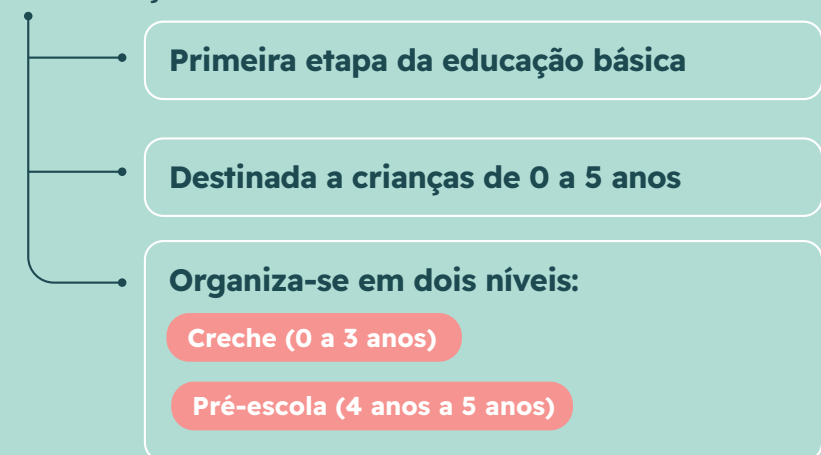 Primeira etapa da educação básica
Destinada a crianças de 0 a 5 anos
Organiza-se em dois níveis:
Creche (0 a 3 anos)
Pré-escola (4 anos a 5 anos)